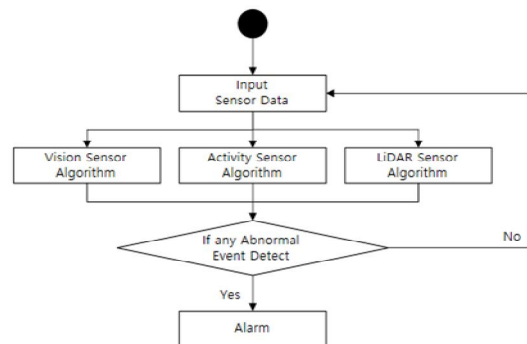 Input
Sensor Data
Vision Sensor
Algorithm
Activity Sensor
Algorithm
LiDAR Sensor
Algorithm
If any Abnormal
Event Detect
No
Yes
Alarm